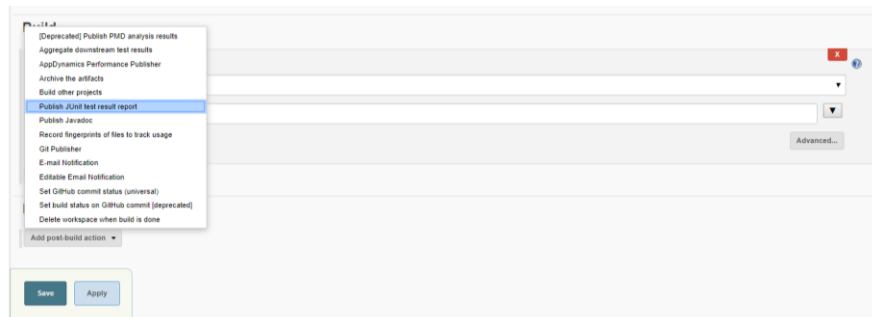 Build
[Deprecated] Publish PMD analysis results
Aggregate downstream test results
AppDynamics Performance Publisher
X
Archive the artifacts
Build other projects
Publish JUnit test result report
Publish Javadoc
Record fingerprints of files to track usage
Advanced...
Git Publisher
E-mail Notification
Editable Email Notification
Set GitHub commit status (universal)
Set build status on GitHub commit [deprecated]
Delete workspace when build is done
Add post-build action
Save
Apply